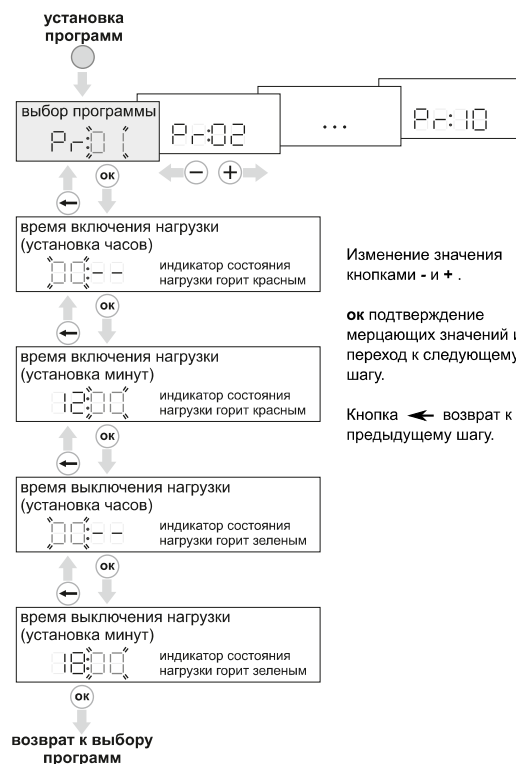 установка
программ
выбор программы
Pr:01
Pr:02
...
Pr:10
ок
время включения нагрузки
(установка часов)
00:--
индикатор состояния
нагрузки горит красным
ок
время включения нагрузки
(установка минут)
12:00
индикатор состояния
нагрузки горит красным
ок
время выключения нагрузки
(установка часов)
00:--
индикатор состояния
нагрузки горит зеленым
ок
время выключения нагрузки
(установка минут)
18:00
индикатор состояния
нагрузки горит зеленым
ок
возврат к выбору
программ
Изменение значения
кнопками - и + .
ок подтверждение
мерцающих значений и
переход к следующему
шагу.
Кнопка ← возврат к
предыдущему шагу.